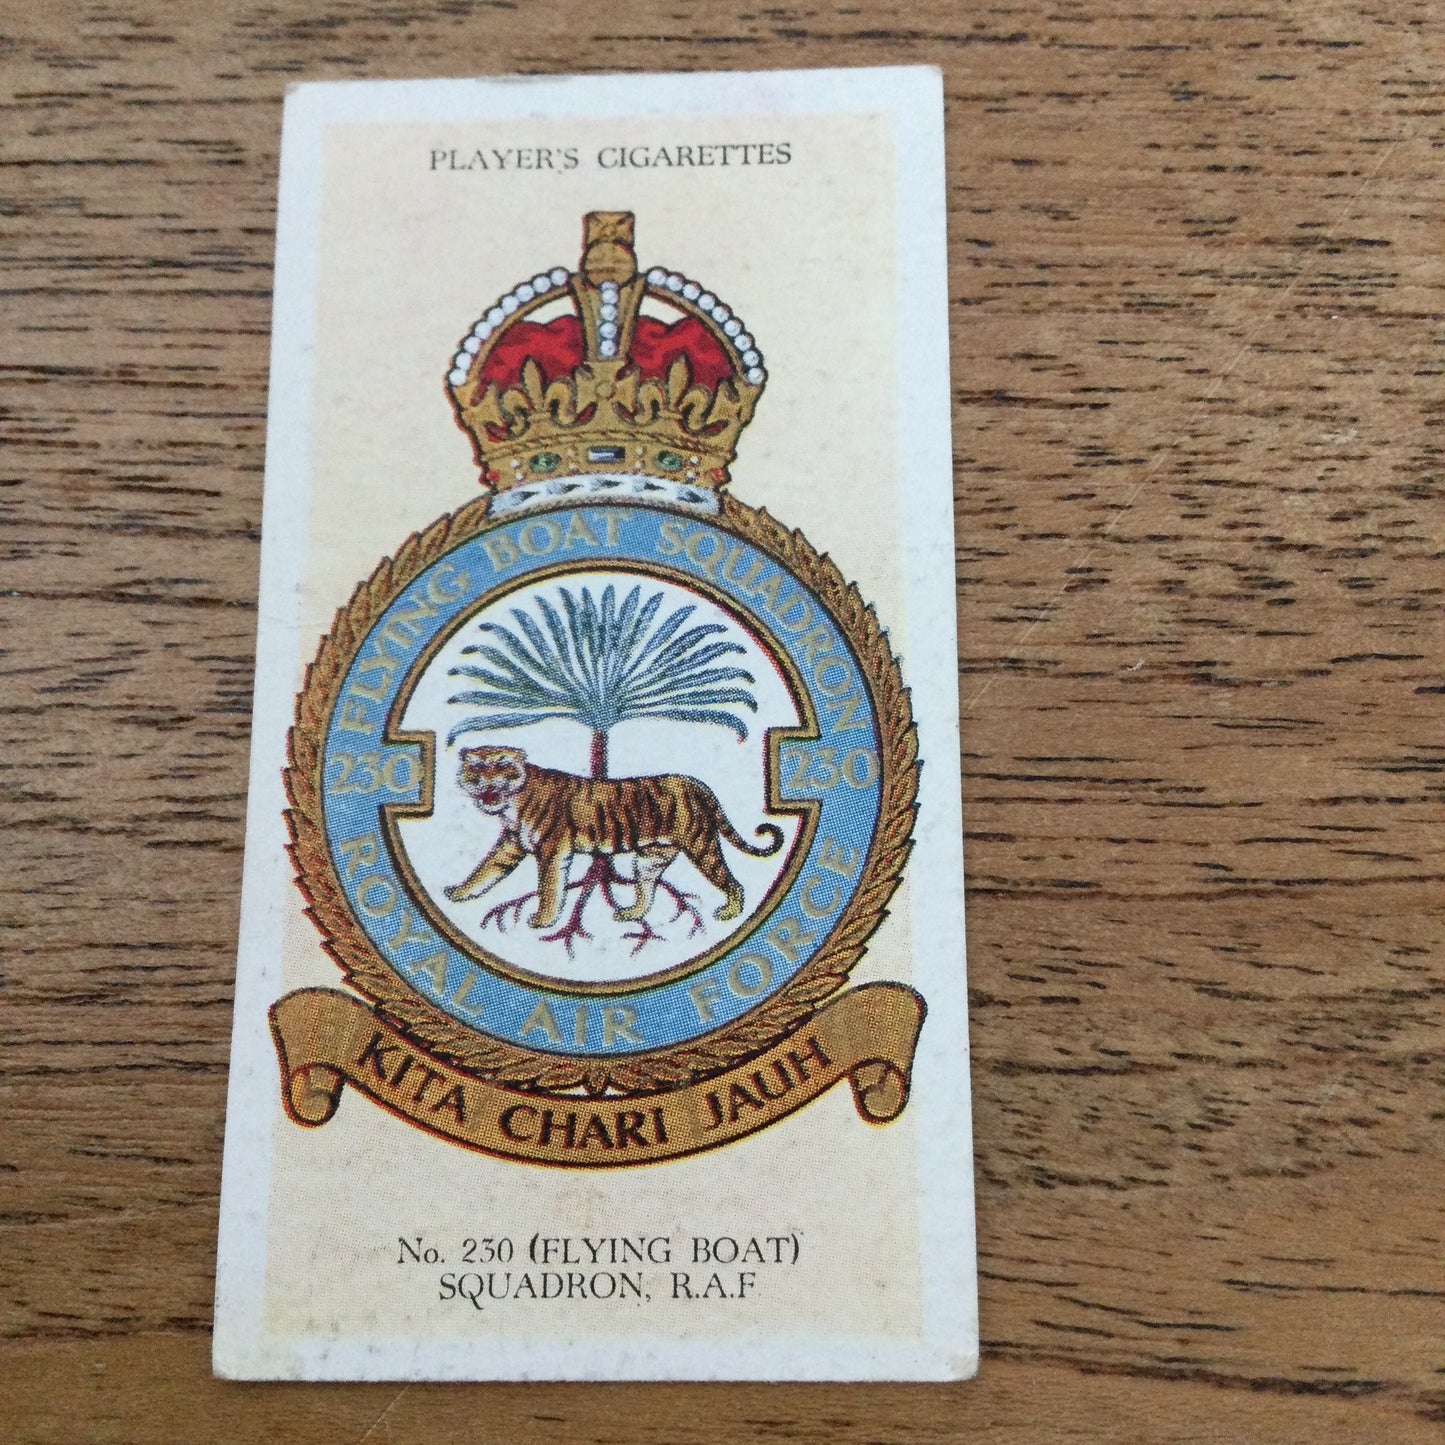 PLAYER'S CIGARETTES
FLYING BOAT SQUADRON
230 230
ROYAL AIR FORCE
KITA CHARI JAUH
No. 230 (FLYING BOAT)
SQUADRON, R.A.F